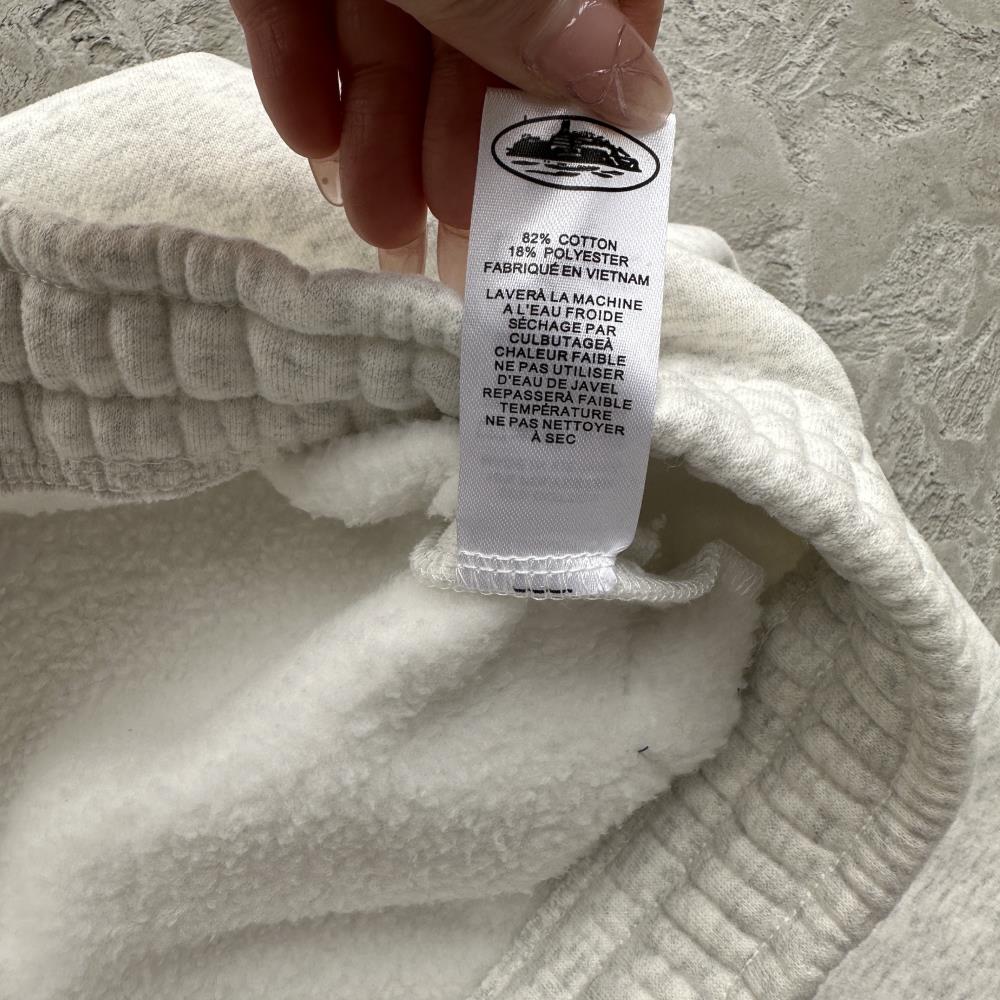 82% COTTON
18% POLYESTER
FABRIQUÉ EN VIETNAM
LAVERÀ LA MACHINE
A L'EAU FROIDE
SÉCHAGE PAR
CULBUTAGEÀ
CHALEUR FAIBLE
NE PAS UTILISER
D'EAU DE JAVEL
REPASSERÀ FAIBLE
TEMPÉRATURE
NE PAS NETTOYER
À SEC